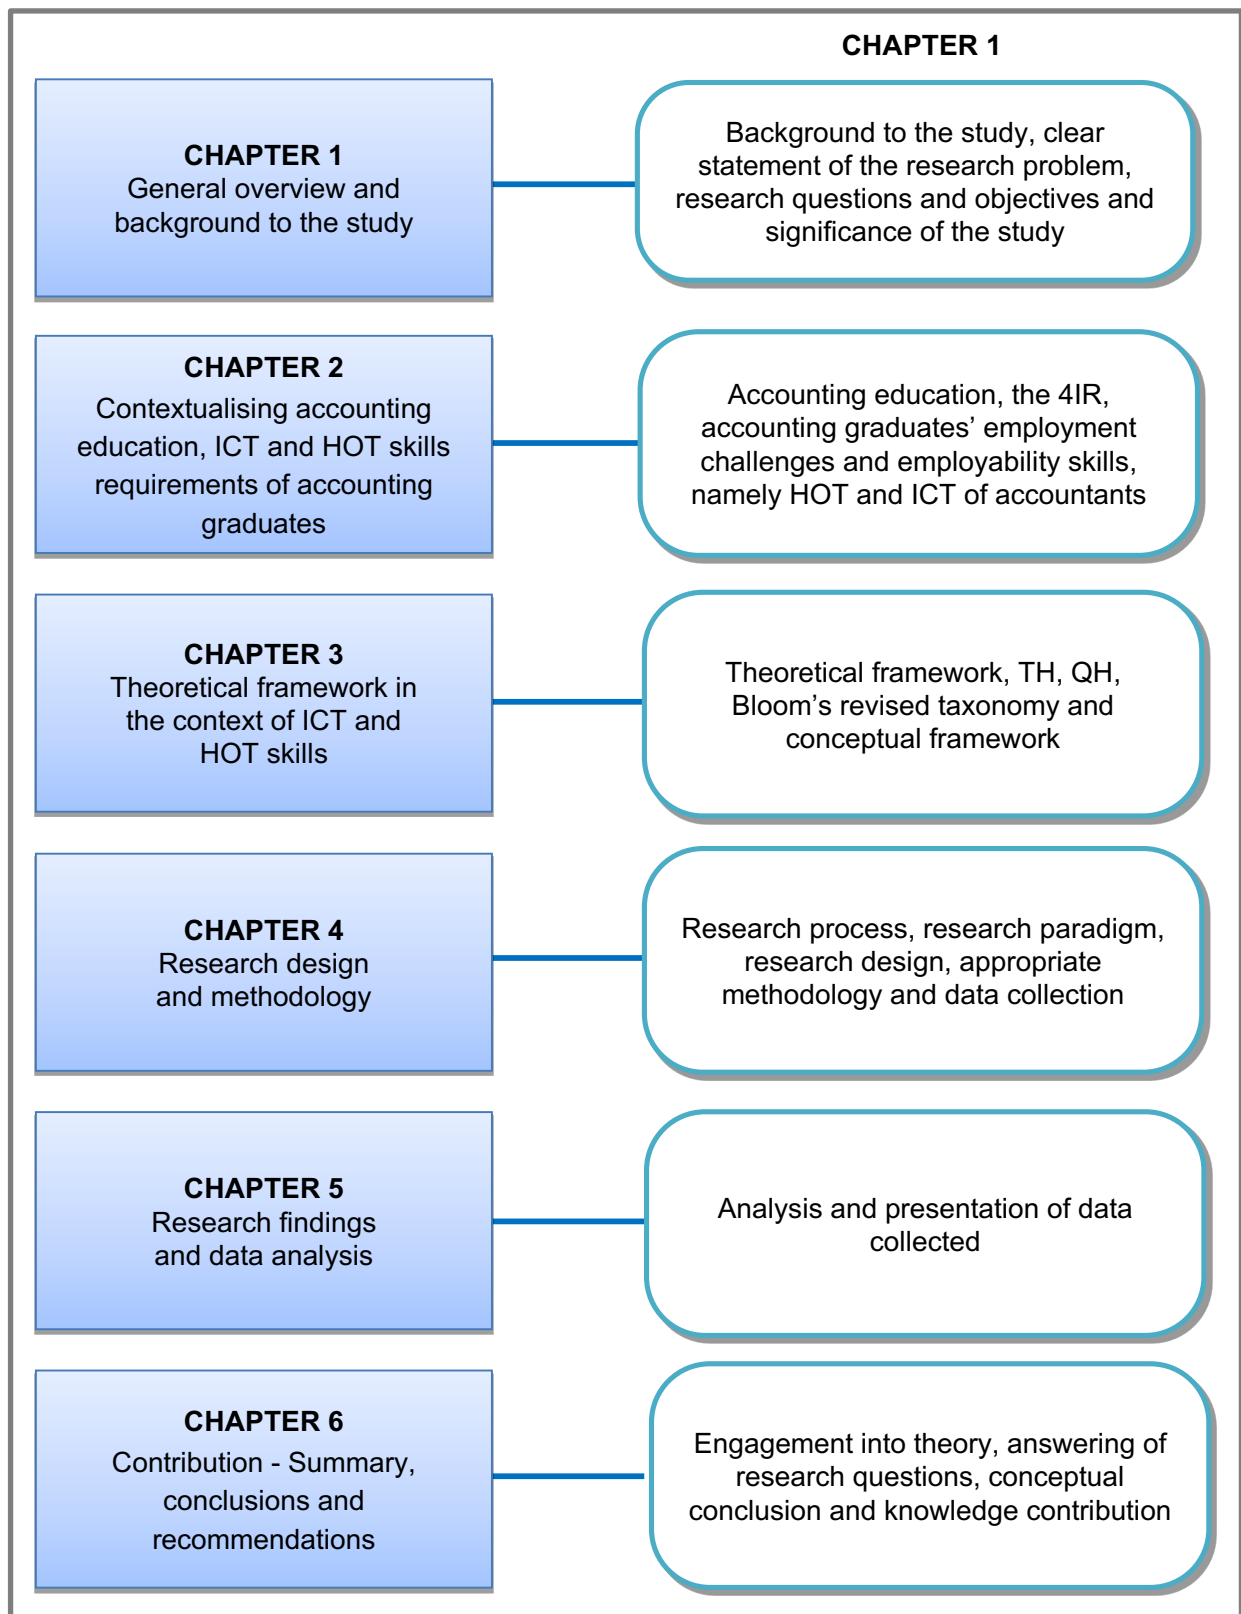 CHAPTER 1
CHAPTER 1
General overview and
background to the study
Background to the study, clear
statement of the research problem,
research questions and objectives and
significance of the study
CHAPTER 2
Contextualising accounting
education, ICT and HOT skills
requirements of accounting
graduates
Accounting education, the 4IR,
accounting graduates’ employment
challenges and employability skills,
namely HOT and ICT of accountants
CHAPTER 3
Theoretical framework in
the context of ICT and
HOT skills
Theoretical framework, TH, QH,
Bloom’s revised taxonomy and
conceptual framework
CHAPTER 4
Research design
and methodology
Research process, research paradigm,
research design, appropriate
methodology and data collection
CHAPTER 5
Research findings
and data analysis
Analysis and presentation of data
collected
CHAPTER 6
Contribution - Summary,
conclusions and
recommendations
Engagement into theory, answering of
research questions, conceptual
conclusion and knowledge contribution